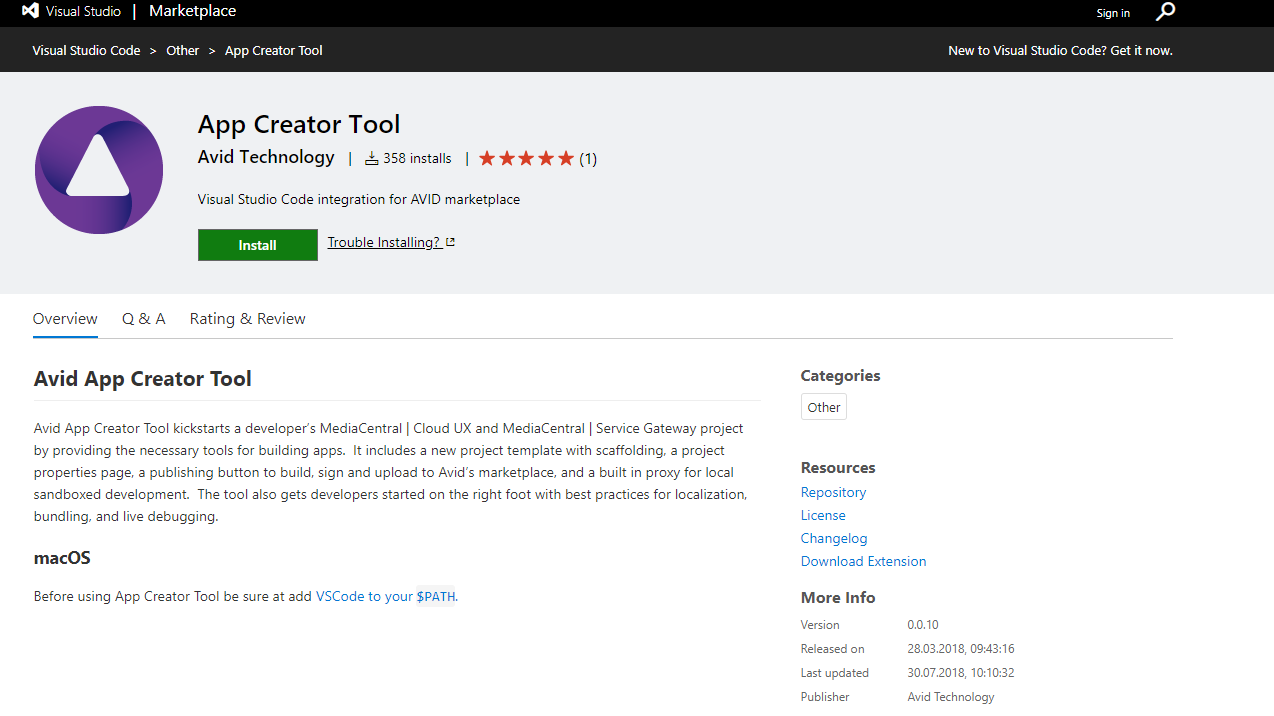 Visual Studio | Marketplace
Sign in
Visual Studio Code > Other > App Creator Tool
New to Visual Studio Code? Get it now.
App Creator Tool
Avid Technology | 358 installs | (1)
Visual Studio Code integration for AVID marketplace
Install
Trouble Installing?
Overview
Q & A
Rating & Review
Avid App Creator Tool
Avid App Creator Tool kickstarts a developer's MediaCentral | Cloud UX and MediaCentral | Service Gateway project
by providing the necessary tools for building apps. It includes a new project template with scaffolding, a project
properties page, a publishing button to build, sign and upload to Avid's marketplace, and a built in proxy for local
sandboxed development. The tool also gets developers started on the right foot with best practices for localization,
bundling, and live debugging.
macOS
Before using App Creator Tool be sure at add VSCode to your $PATH.
Categories
Other
Resources
Repository
License
Changelog
Download Extension
More Info
Version 0.0.10
Released on 28.03.2018, 09:43:16
Last updated 30.07.2018, 10:10:32
Publisher Avid Technology